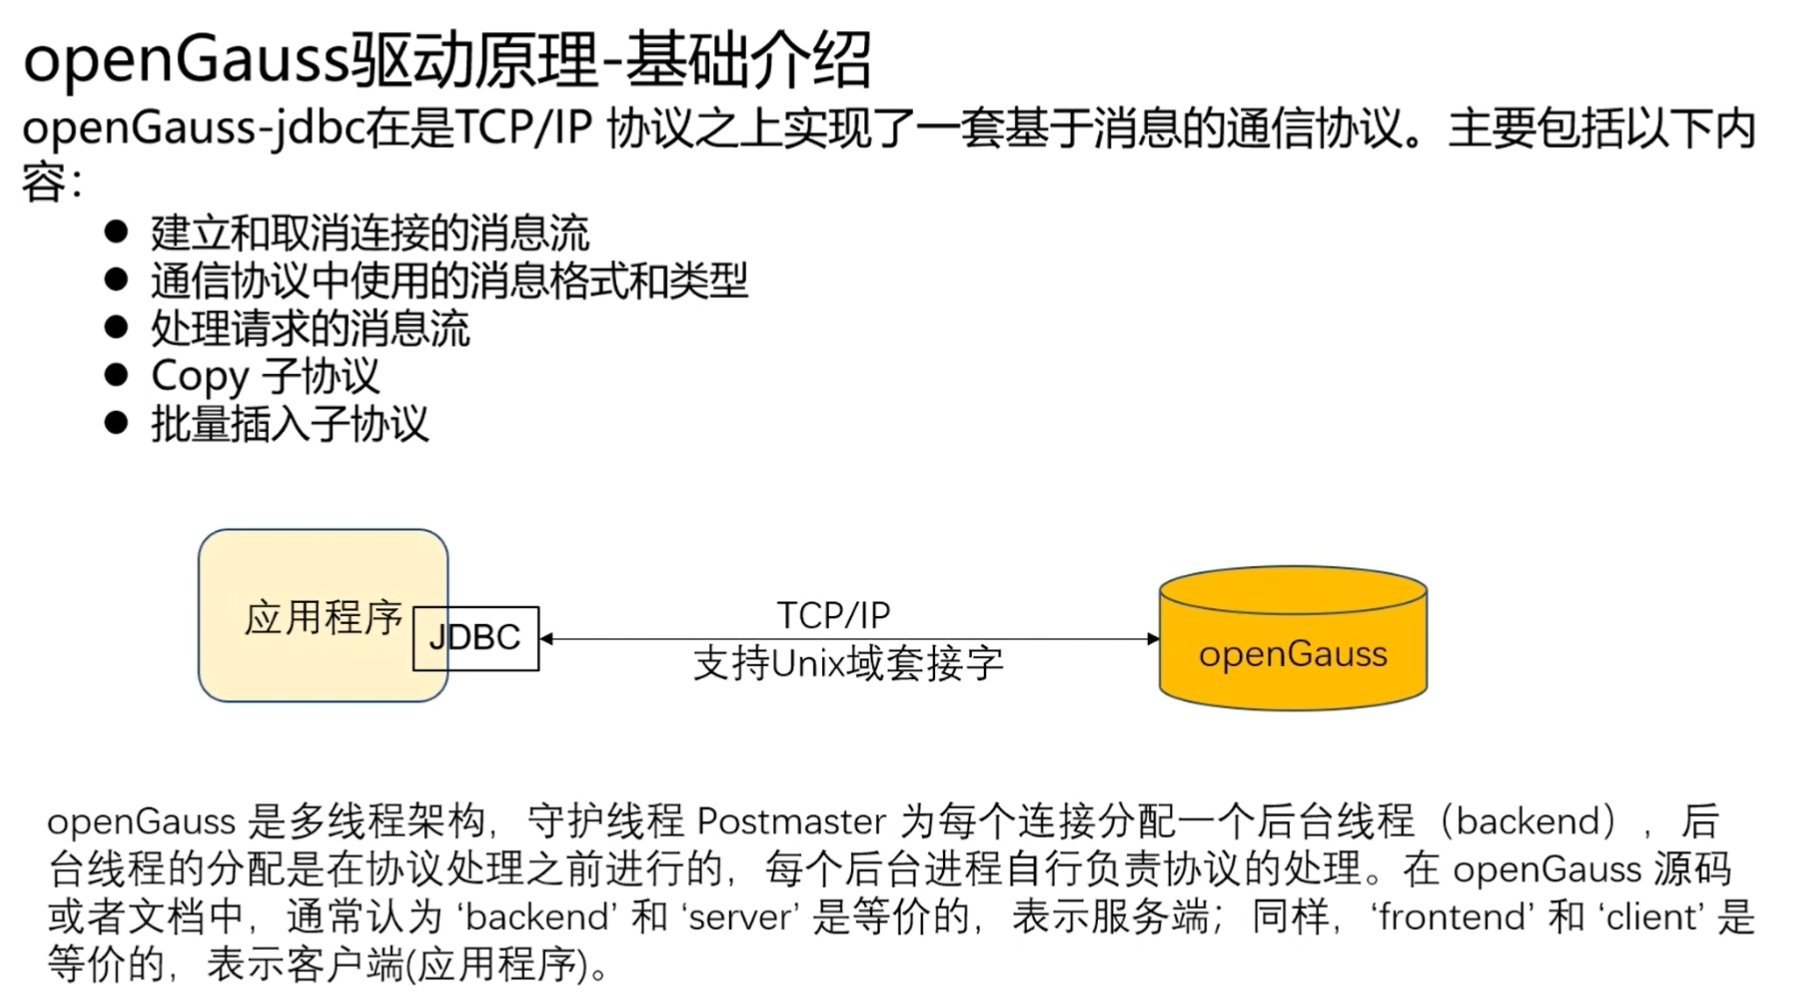 openGauss驱动原理-基础介绍
openGauss-jdbc在是TCP/IP 协议之上实现了一套基于消息的通信协议。主要包括以下内
容：
● 建立和取消连接的消息流
● 通信协议中使用的消息格式和类型
● 处理请求的消息流
● Copy 子协议
● 批量插入子协议
应用程序
JDBC
TCP/IP
支持Unix域套接字
openGauss
openGauss 是多线程架构，守护线程 Postmaster 为每个连接分配一个后台线程（backend），后
台线程的分配是在协议处理之前进行的，每个后台进程自行负责协议的处理。在 openGauss 源码
或者文档中，通常认为 ‘backend’ 和 ‘server’ 是等价的，表示服务端；同样，‘frontend’ 和 ‘client’ 是
等价的，表示客户端(应用程序)。